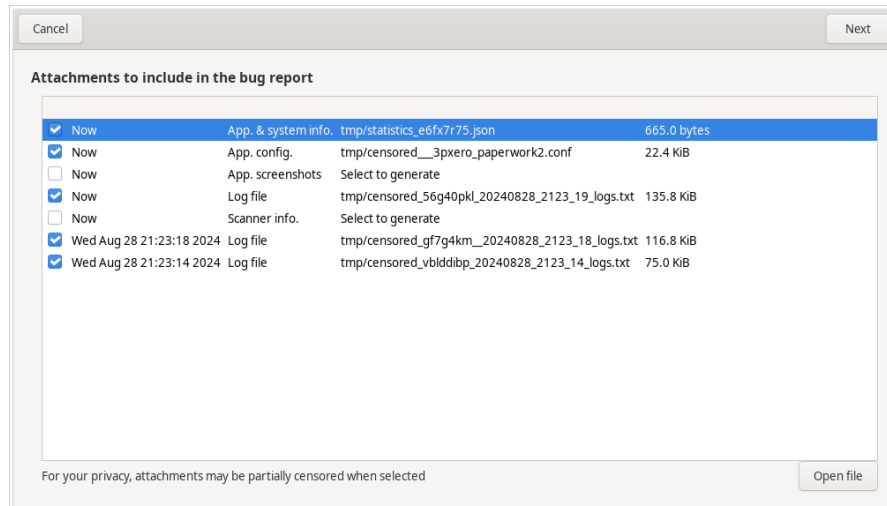 Cancel Next
Attachments to include in the bug report
Now App. & system info. tmp/statistics_e6fx7r75.json 665.0 bytes
Now App. config. tmp/censored___3pxero_paperwork2.conf 22.4 KiB
Now App. screenshots Select to generate
Now Log file tmp/censored_56g40pkl_20240828_2123_19_logs.txt 135.8 KiB
Now Scanner info. Select to generate
Wed Aug 28 21:23:18 2024 Log file tmp/censored_gf7g4km__20240828_2123_18_logs.txt 116.8 KiB
Wed Aug 28 21:23:14 2024 Log file tmp/censored_vblddibp_20240828_2123_14_logs.txt 75.0 KiB
For your privacy, attachments may be partially censored when selected Open file